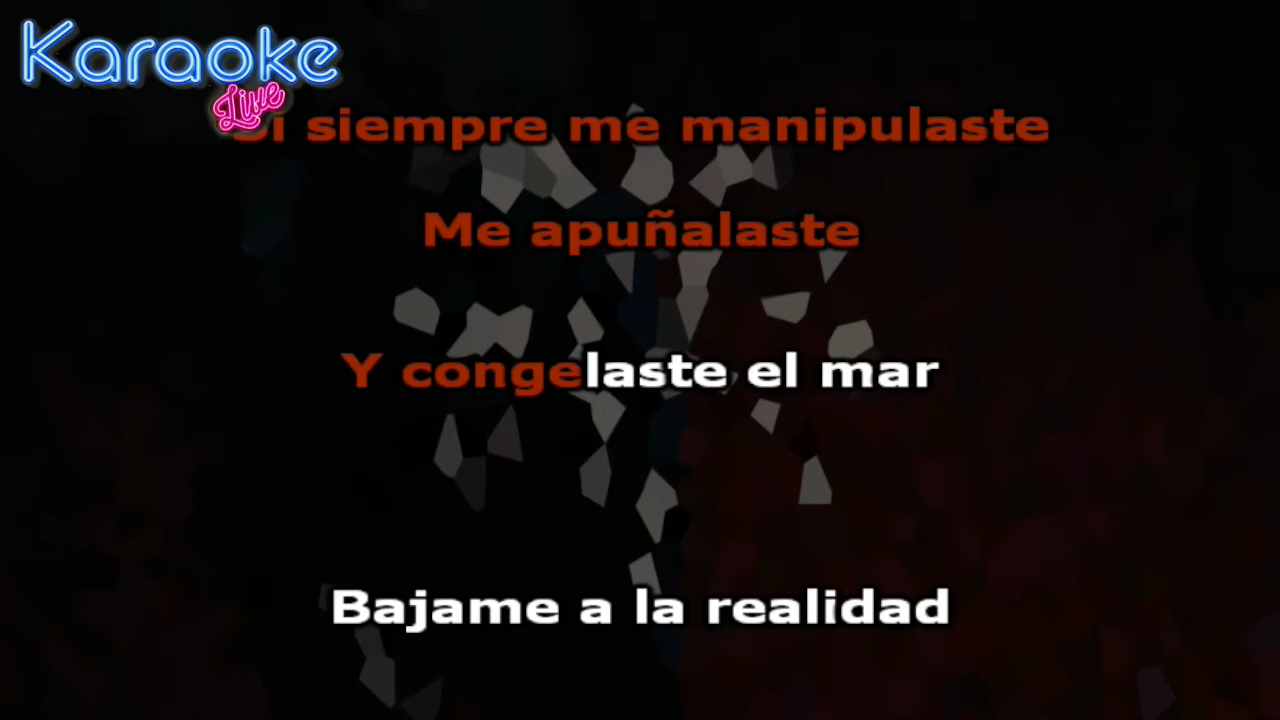 Karaoke
Live
Si siempre me manipulaste
Me apuñalaste
Y congelaste el mar
Bajame a la realidad